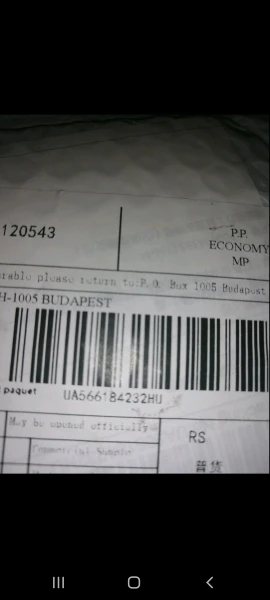 120543
P.P.
ECONOMY
MP
please return to:P.O. Box 1005 Budapest
H-1005 BUDAPEST
paquet
UA566184232HU
May be opened officially
RS
Commercial Sample
普货